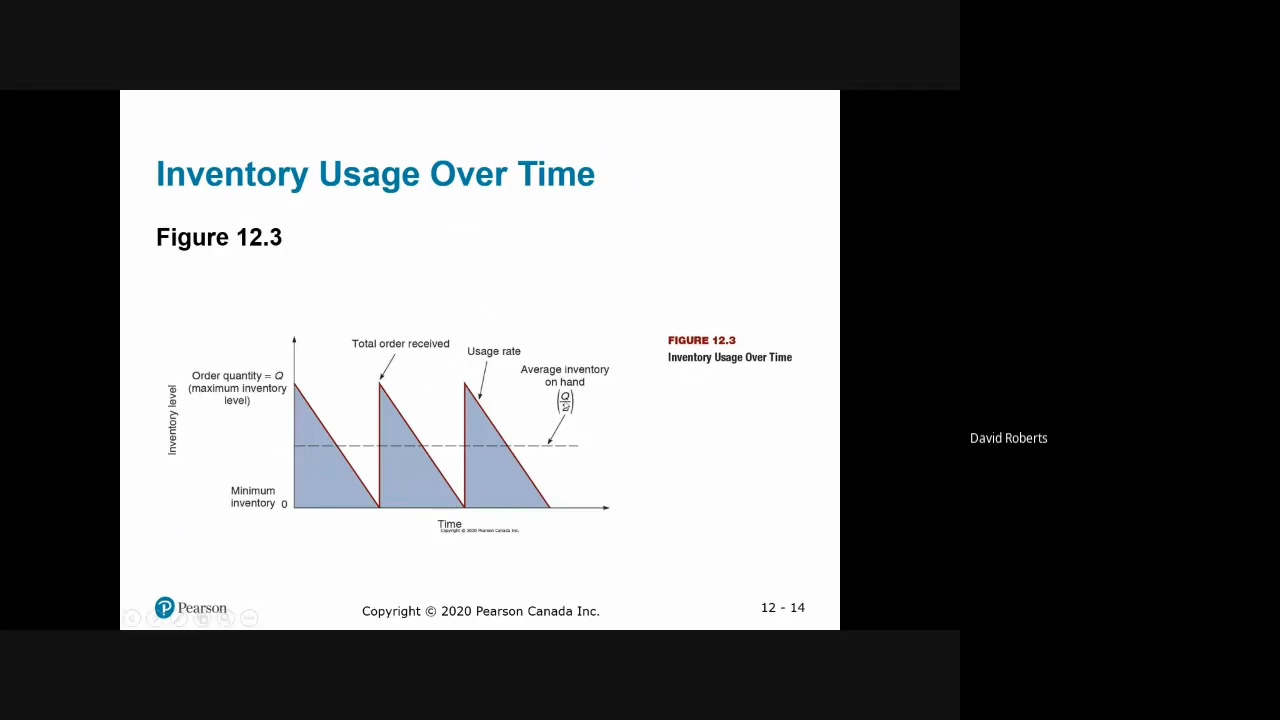 Inventory Usage Over Time
Figure 12.3
Total order received
Usage rate
Average inventory
on hand
Q
2
Order quantity = Q
(maximum inventory
level)
Inventory level
Minimum
inventory 0
Time
Copyright © 2020 Pearson Canada Inc.
FIGURE 12.3
Inventory Usage Over Time
David Roberts
Pearson
Copyright © 2020 Pearson Canada Inc.
12 - 14